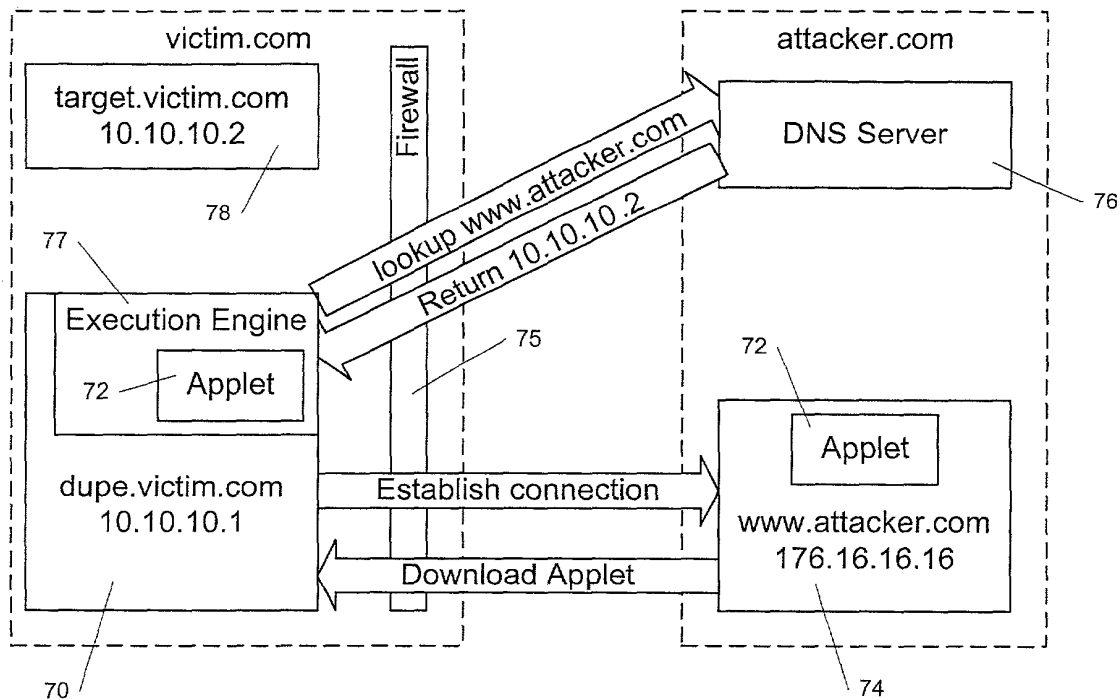 victim.com
attacker.com
target.victim.com
10.10.10.2
78
Firewall
lookup www.attacker.com
Return 10.10.10.2
DNS Server
76
77
Execution Engine
72
Applet
75
dupe.victim.com
10.10.10.1
70
Establish connection
Download Applet
72
Applet
www.attacker.com
176.16.16.16
74